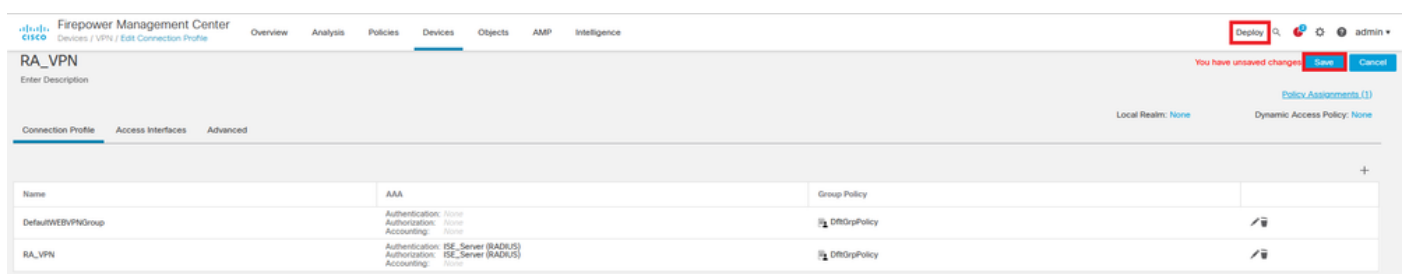 Firepower Management Center
CISCO Devices / VPN / Edit Connection Profile Overview Analysis Policies Devices Objects AMP Intelligence Deploy admin
RA_VPN You have unsaved changes Save Cancel
Enter Description
Policy Assignments (1)
Local Realm: None Dynamic Access Policy: None
Connection Profile Access Interfaces Advanced
+
Name AAA Group Policy
Authentication: None
DefaultWEBVPNGroup Authorization: None DfltGrpPolicy
Accounting: None
Authentication: ISE_Server (RADIUS)
RA_VPN Authorization: ISE_Server (RADIUS) DfltGrpPolicy
Accounting: None